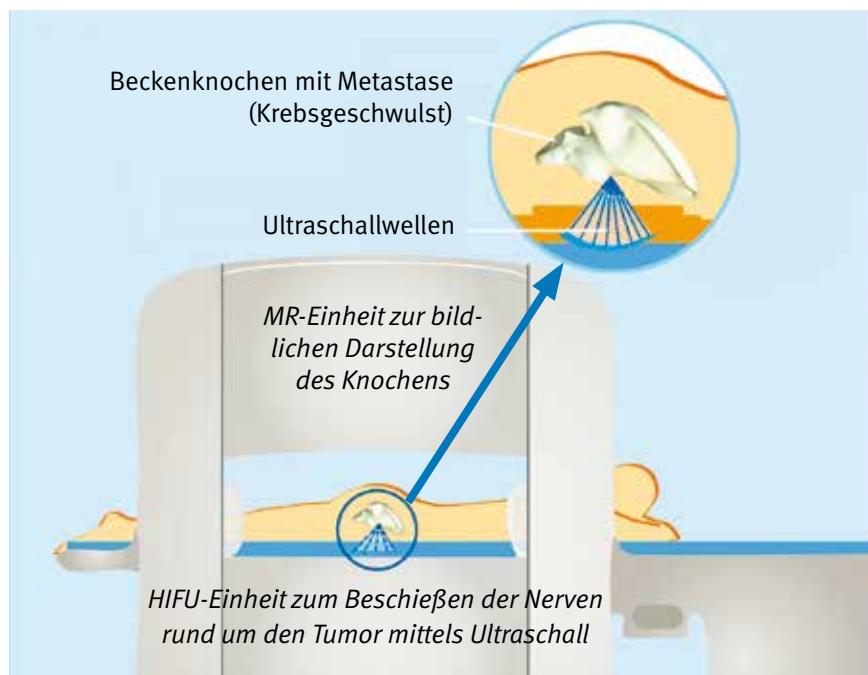 Beckenknochen mit Metastase
(Krebsgeschwulst)
Ultraschallwellen
MR-Einheit zur bild-
lichen Darstellung
des Knochens
HIFU-Einheit zum Beschießen der Nerven
rund um den Tumor mittels Ultraschall